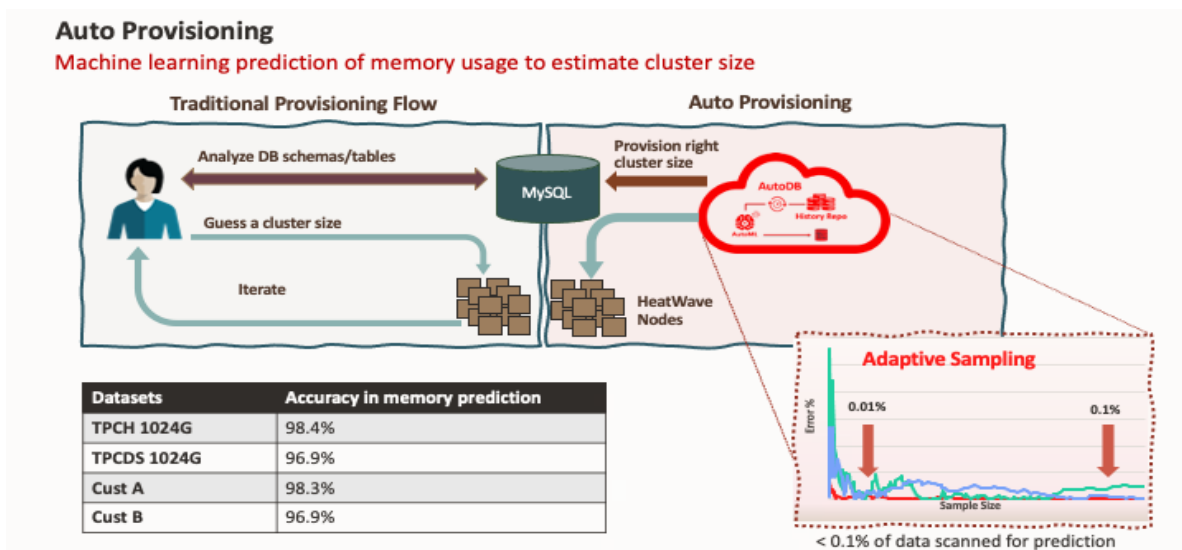 Auto Provisioning
Machine learning prediction of memory usage to estimate cluster size
Traditional Provisioning Flow
Auto Provisioning
Analyze DB schemas/tables
Guess a cluster size
Iterate
MySQL
Provision right
cluster size
AutoDB
History Repo
AutoML
HeatWave
Nodes
Datasets Accuracy in memory prediction
TPCH 1024G 98.4%
TPCDS 1024G 96.9%
Cust A 98.3%
Cust B 96.9%
Adaptive Sampling
Error %
0.01%
0.1%
Sample Size
< 0.1% of data scanned for prediction